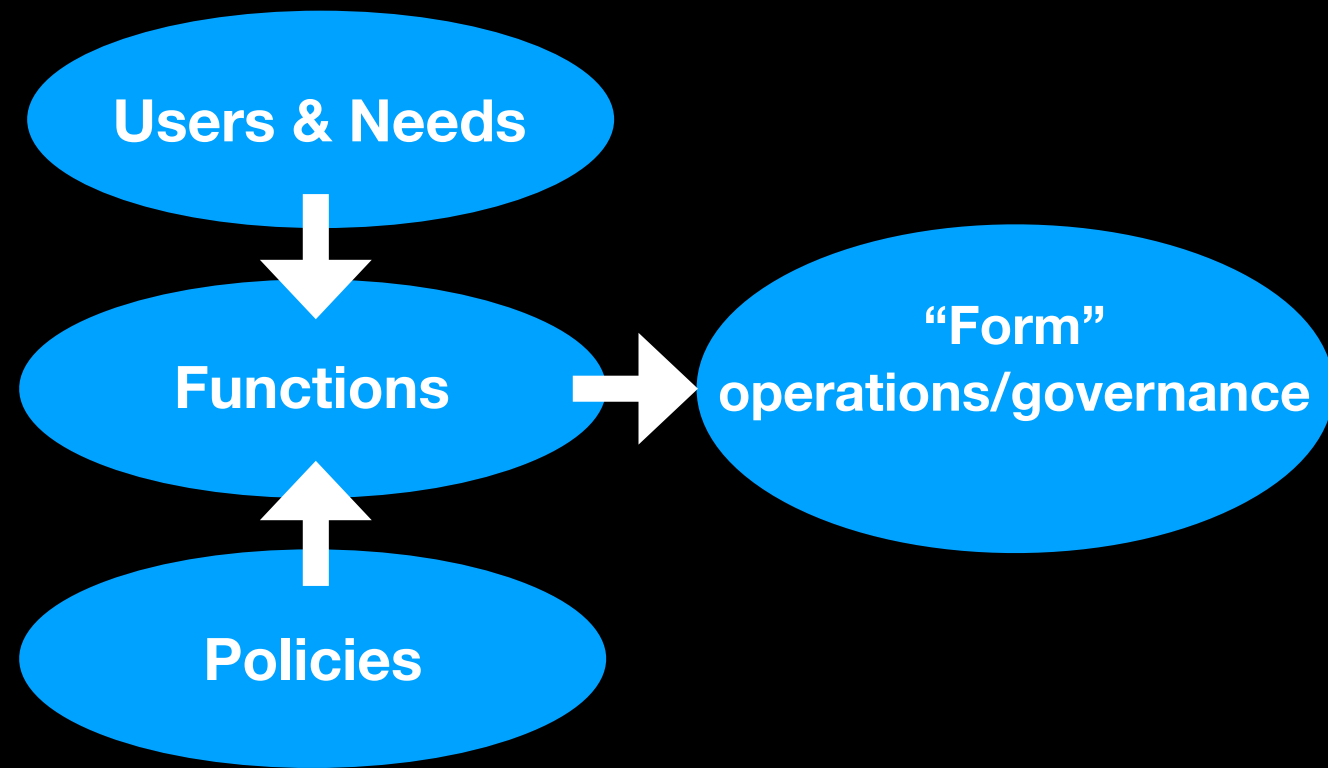 Users & Needs
Functions
“Form”
operations/governance
Policies